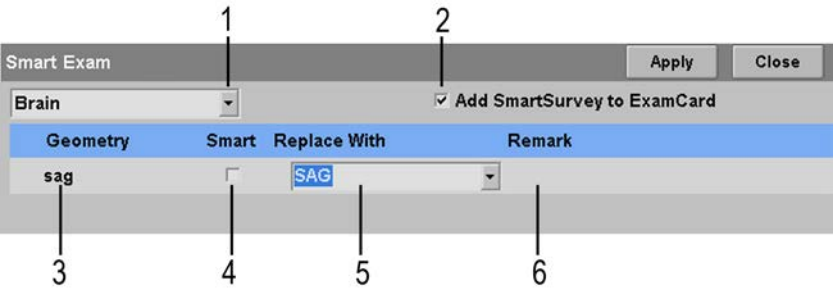 1 2
Smart Exam Apply Close
Brain Add SmartSurvey to ExamCard
Geometry Smart Replace With Remark
sag SAG
3 4 5 6